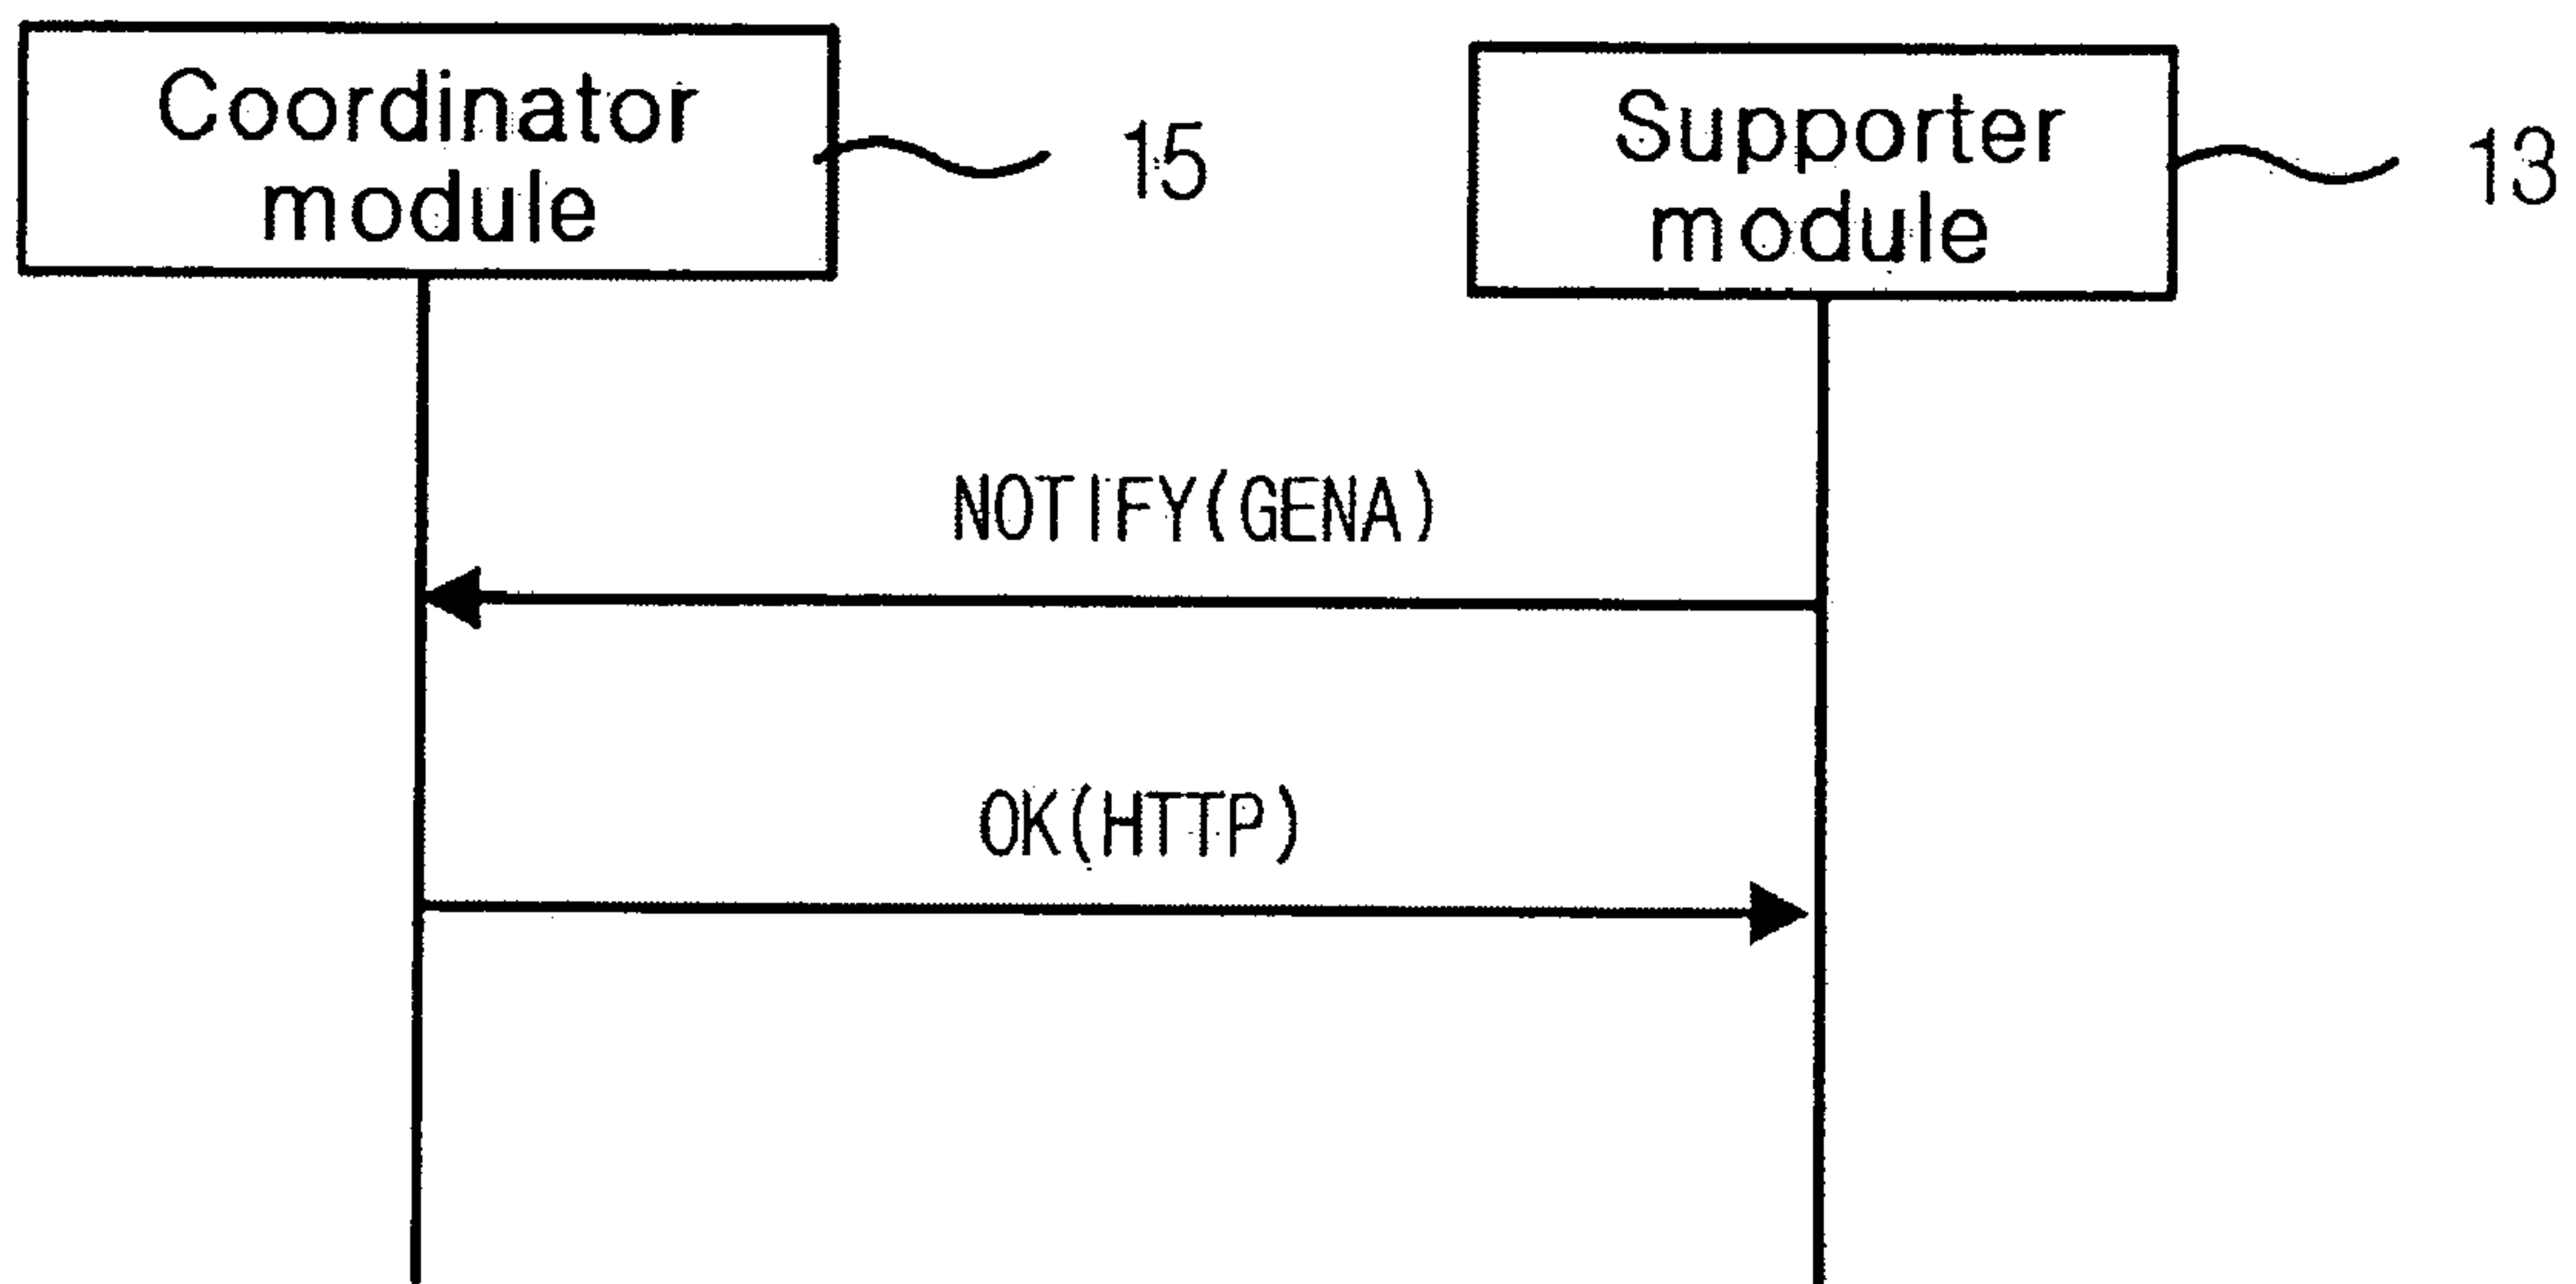 Coordinator
module
15
Supporter
module
13
NOTIFY(GENA)
OK(HTTP)